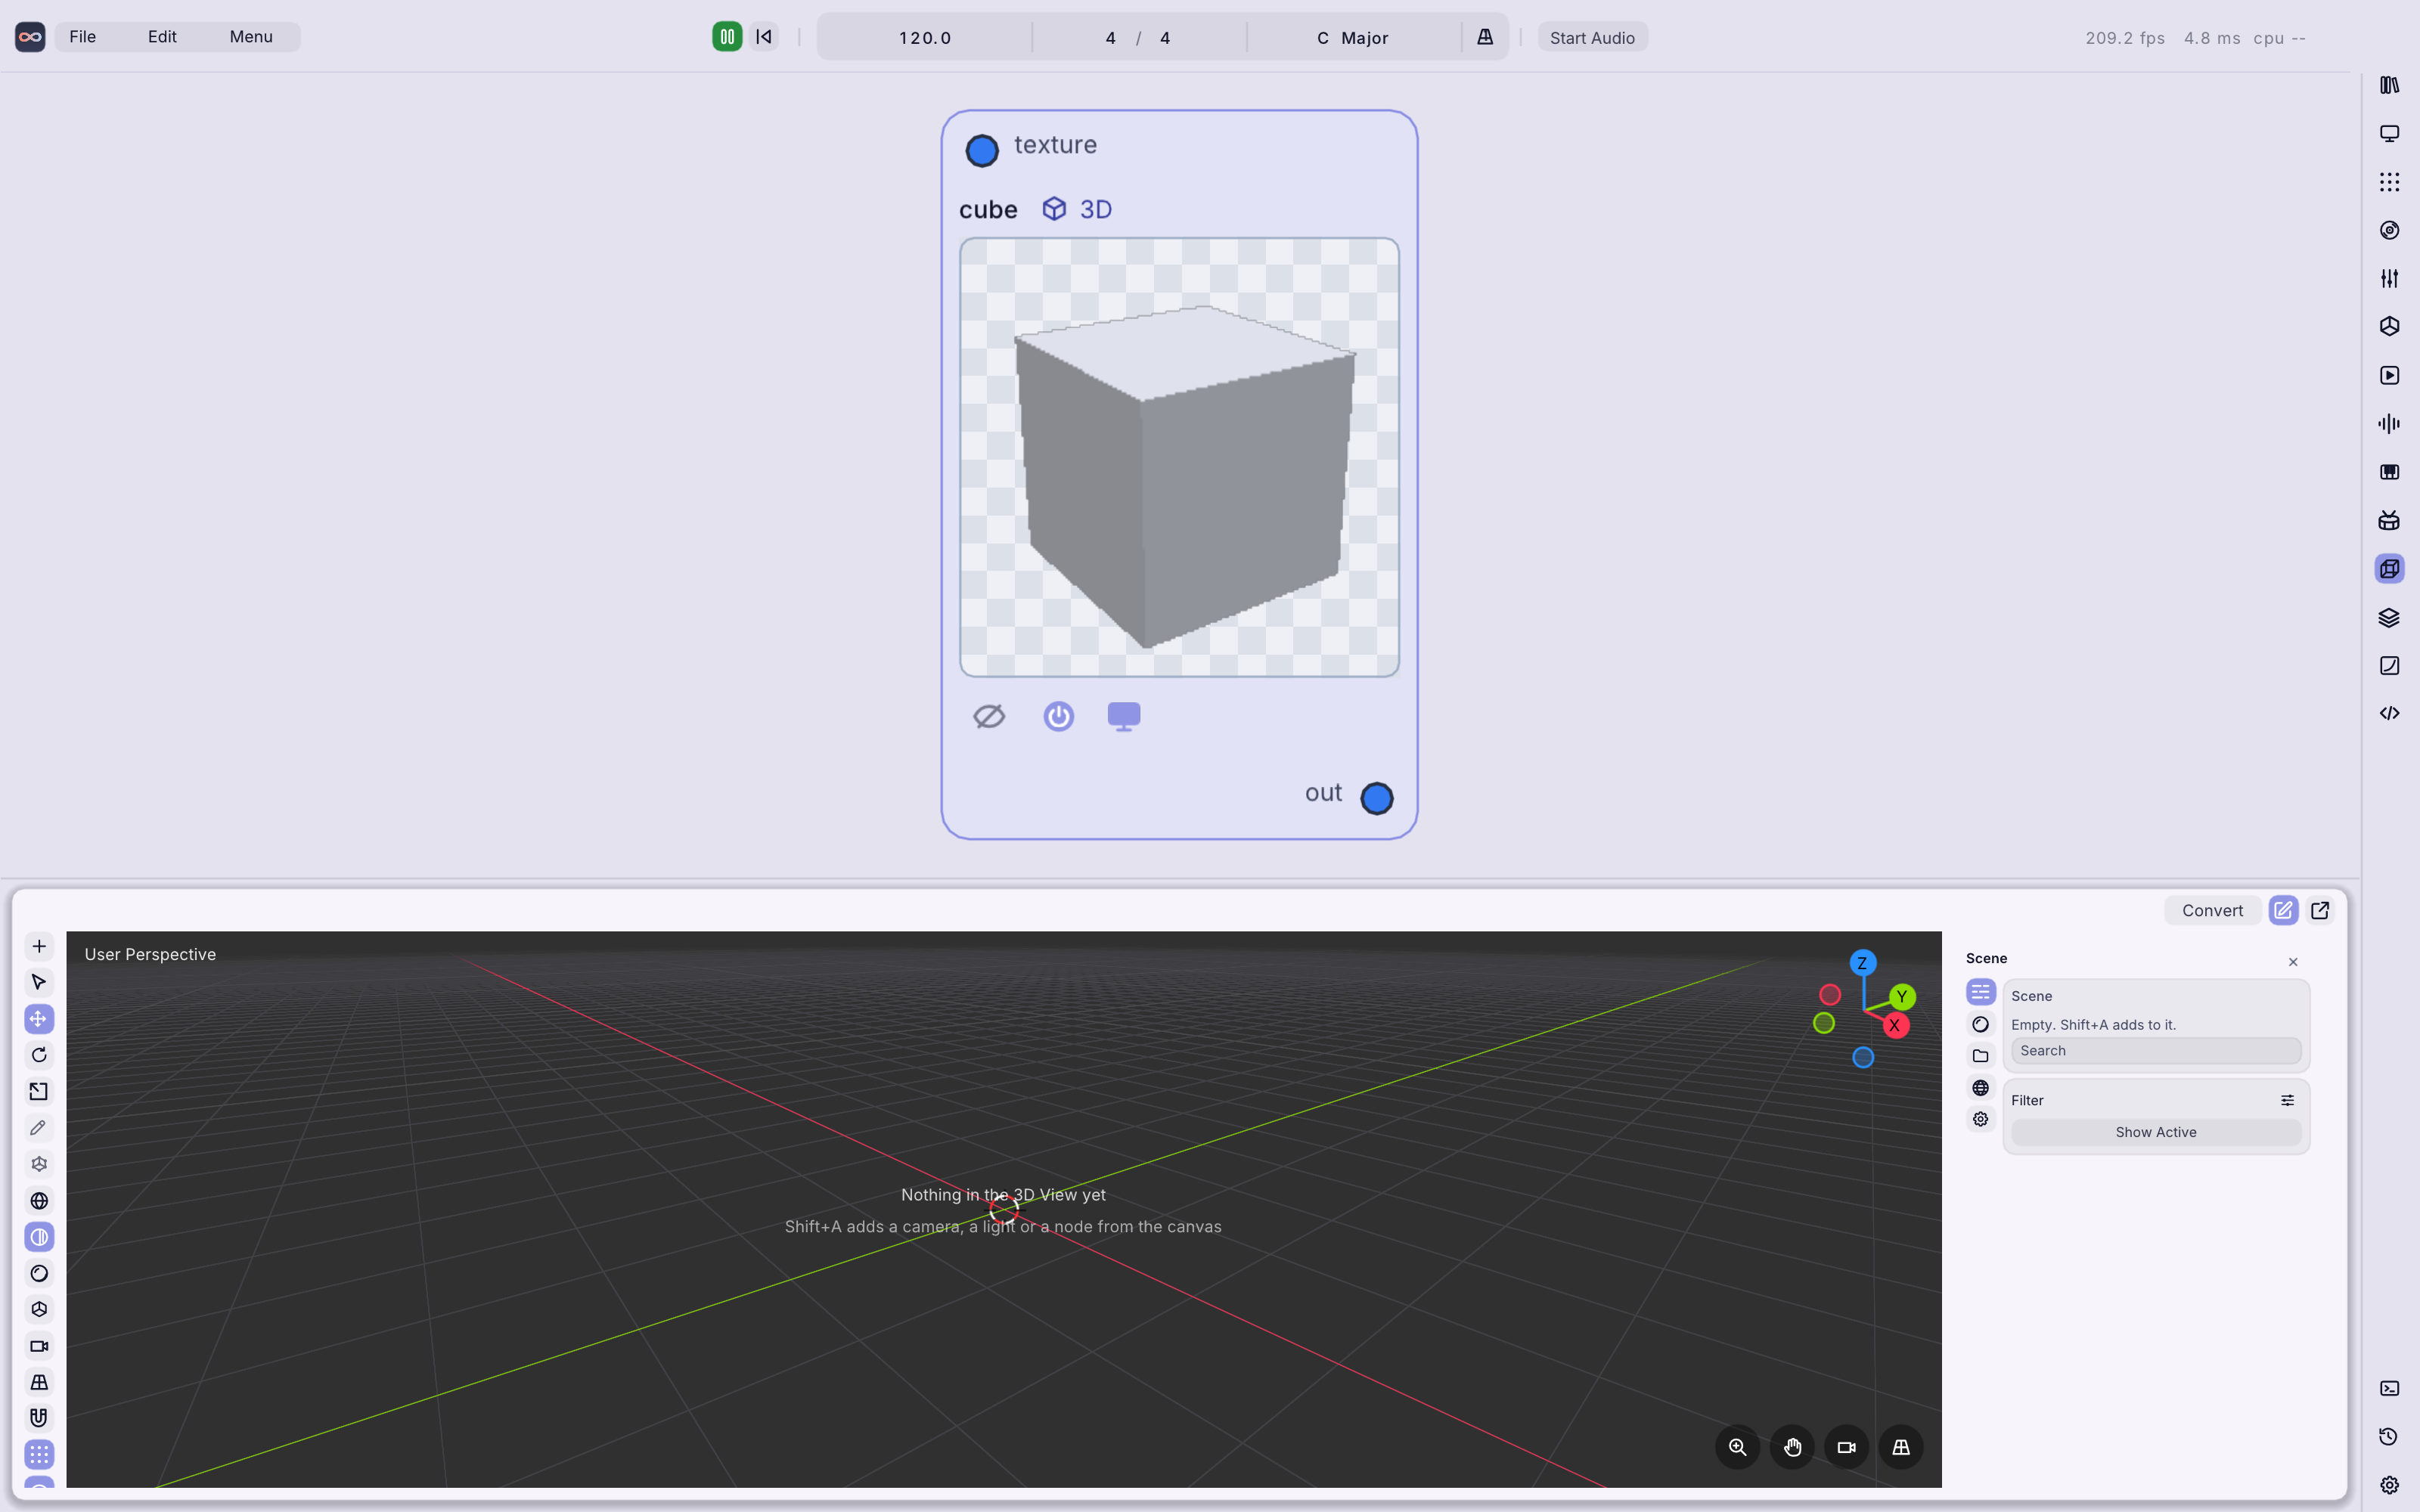 File Edit Menu
120.0 4 / 4 C Major Start Audio
209.2 fps 4.8 ms cpu --
texture
cube 3D
out
Convert
User Perspective
Z
Y
X
Nothing in the 3D View yet
Shift+A adds a camera, a light or a node from the canvas
Scene
Scene
Empty. Shift+A adds to it.
Search
Filter
Show Active